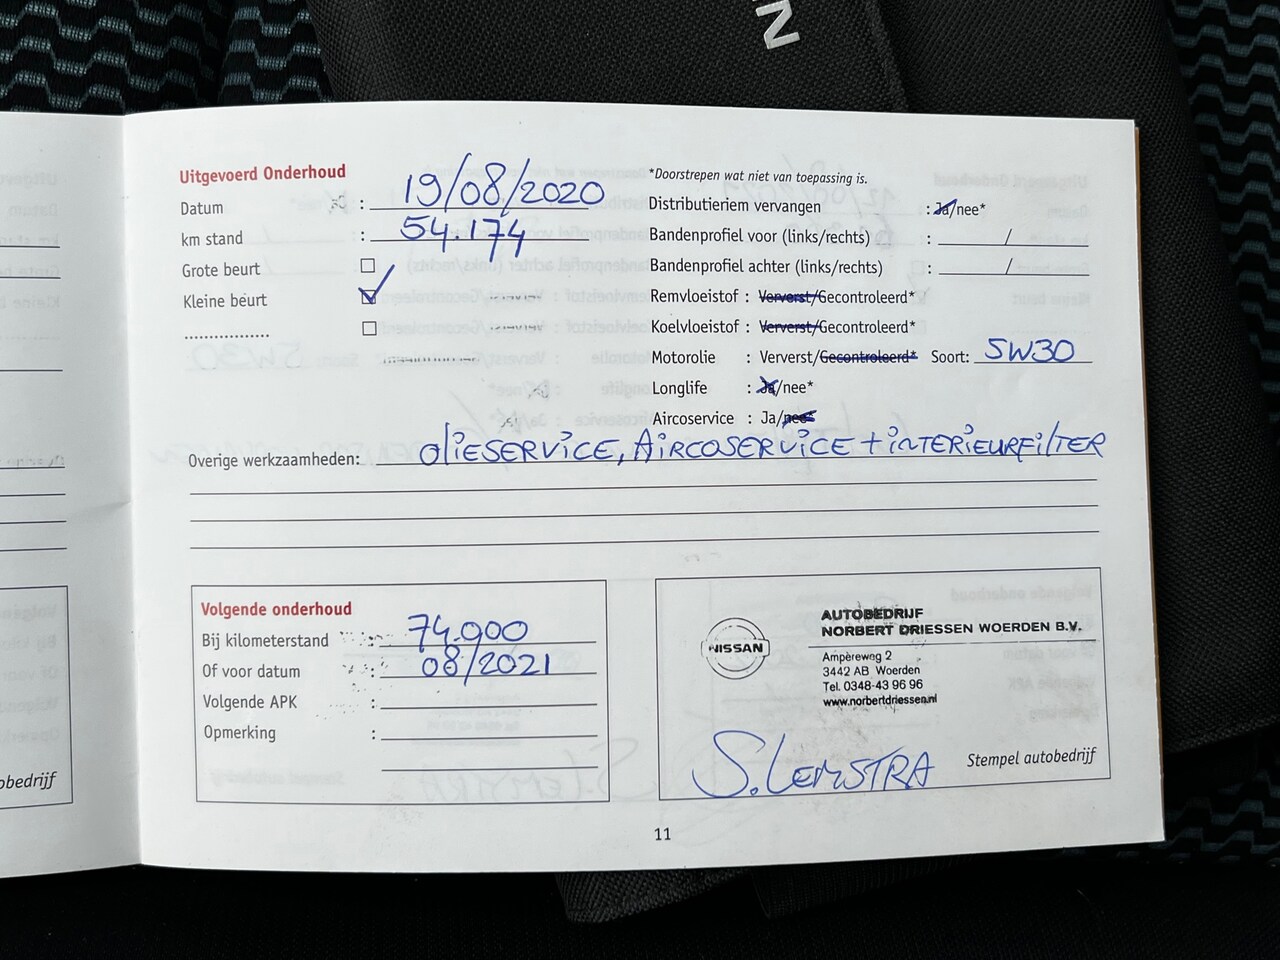 N
Uitgevoerd Onderhoud
Datum : 19/08/2020
km stand : 54.174
Grote beurt
Kleine beurt
....................
*Doorstrepen wat niet van toepassing is.
Distributieriem vervangen : Ja/nee*
Bandenprofiel voor (links/rechts) : /
Bandenprofiel achter (links/rechts) : /
Remvloeistof : Ververst/Gecontroleerd*
Koelvloeistof : Ververst/Gecontroleerd*
Motorolie : Ververst/Gecontroleerd* Soort: 5W30
Longlife : Ja/nee*
Aircoservice : Ja/nee*
Overige werkzaamheden: olieservice, Aircoservice + interieurfilter
Volgende onderhoud
Bij kilometerstand : 74.000
Of voor datum : 08/2021
Volgende APK :
Opmerking :
NISSAN
AUTOBEDRIJF
NORBERT DRIESSEN WOERDEN B.V.
Ampèreweg 2
3442 AB Woerden
Tel. 0348-43 96 96
www.norbertdriessen.nl
S. Lemstra
Stempel autobedrijf
obedrijf
11